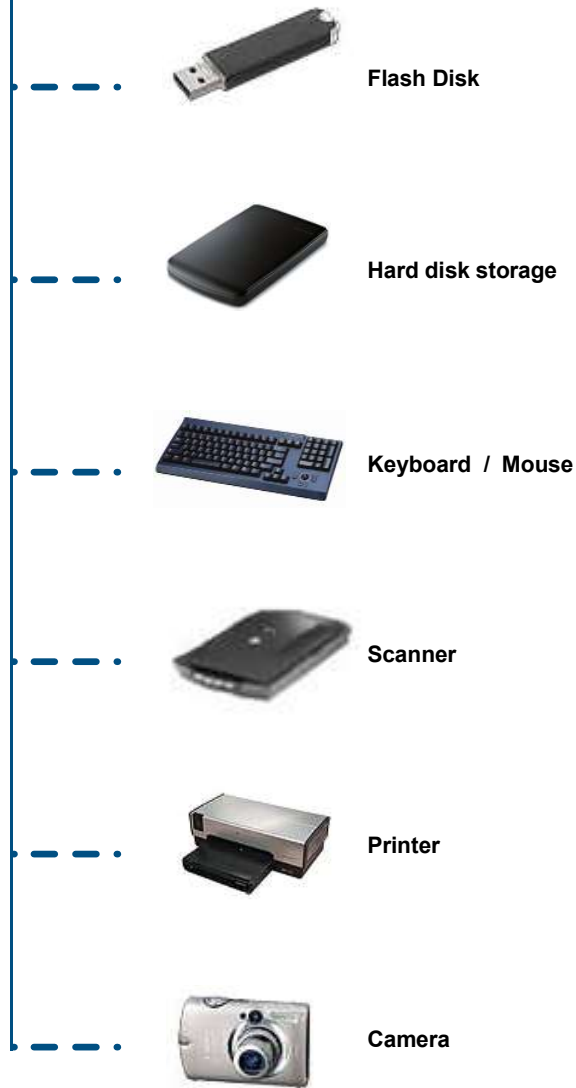 Flash Disk
Hard disk storage
Keyboard / Mouse
Scanner
Printer
Camera